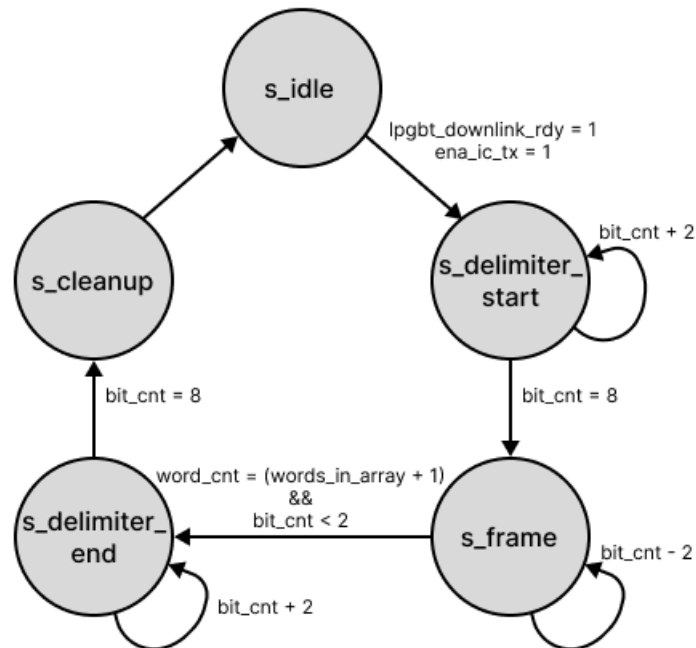 s_idle
lpgbt_downlink_rdy = 1
ena_ic_tx = 1
s_cleanup
s_delimiter_
start
bit_cnt + 2
bit_cnt = 8
bit_cnt = 8
word_cnt = (words_in_array + 1)
&&
bit_cnt < 2
s_delimiter_
end
s_frame
bit_cnt - 2
bit_cnt + 2